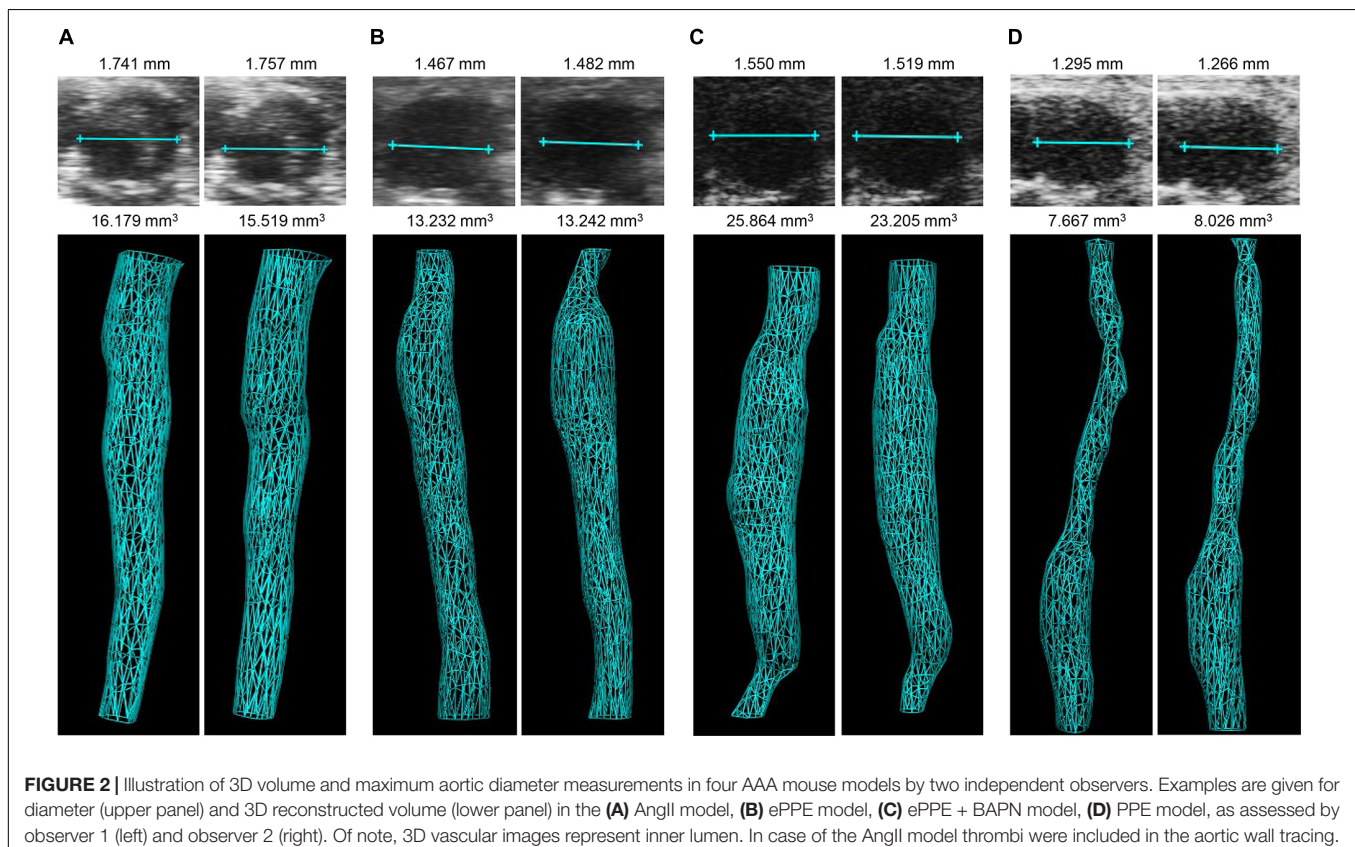 A B C D
1.741 mm 1.757 mm 1.467 mm 1.482 mm 1.550 mm 1.519 mm 1.295 mm 1.266 mm
16.179 mm³ 15.519 mm³ 13.232 mm³ 13.242 mm³ 25.864 mm³ 23.205 mm³ 7.667 mm³ 8.026 mm³
FIGURE 2 | Illustration of 3D volume and maximum aortic diameter measurements in four AAA mouse models by two independent observers. Examples are given for
diameter (upper panel) and 3D reconstructed volume (lower panel) in the (A) AngII model, (B) ePPE model, (C) ePPE + BAPN model, (D) PPE model, as assessed by
observer 1 (left) and observer 2 (right). Of note, 3D vascular images represent inner lumen. In case of the AngII model thrombi were included in the aortic wall tracing.